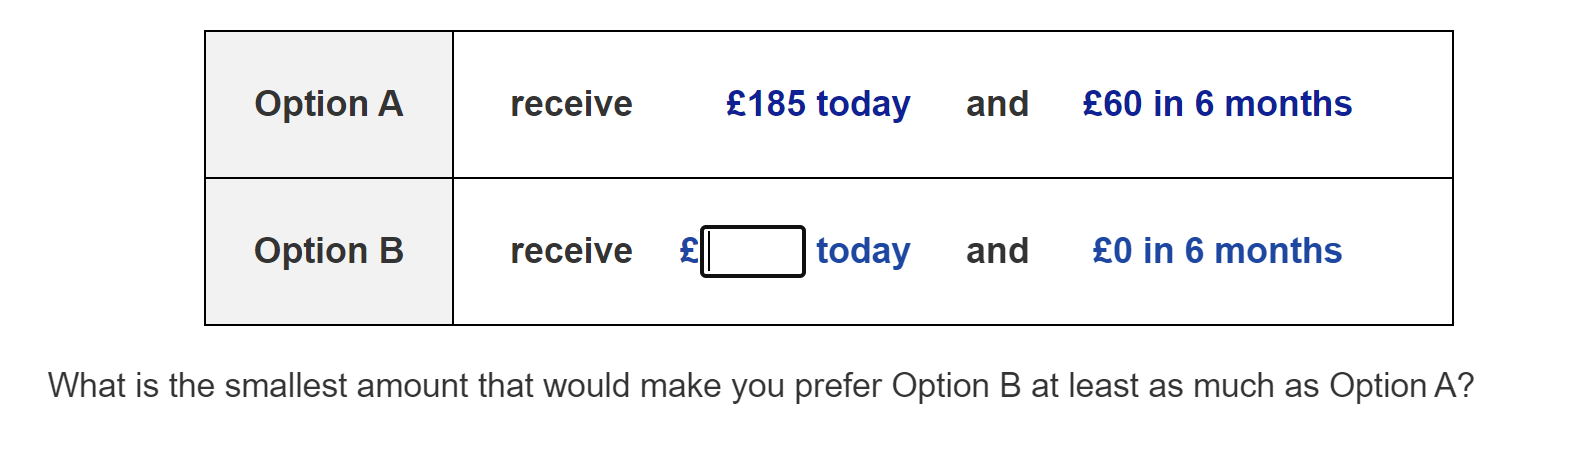 Option A receive £185 today and £60 in 6 months
Option B receive £ today and £0 in 6 months
What is the smallest amount that would make you prefer Option B at least as much as Option A?